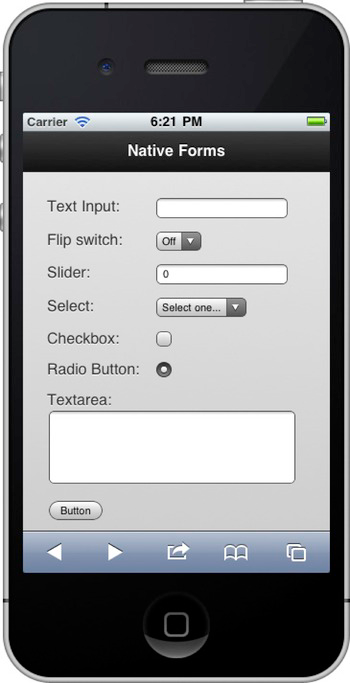 Carrier 6:21 PM
Native Forms
Text Input:
Flip switch: Off
Slider: 0
Select: Select one...
Checkbox:
Radio Button:
Textarea:
Button